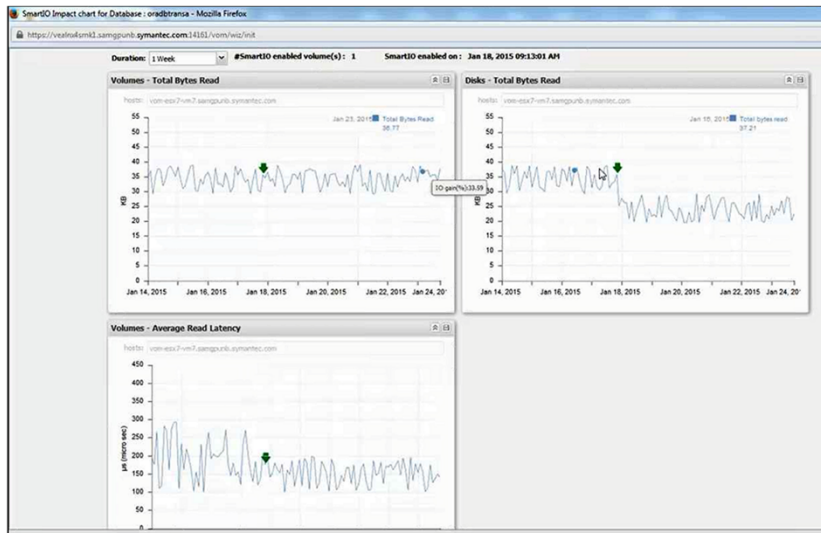 SmartIO Impact chart for Database : oradbtransa - Mozilla Firefox
symantec.com:14161/vom/wiz/init
Duration: 1 Week #SmartIO enabled volume(s) : 1 SmartIO enabled on : Jan 18, 2015 09:13:01 AM
Volumes - Total Bytes Read
hosts: vom-esx7-vm7.samgpunb.symantec.com
Jan 23, 2015 Total Bytes Read
36.77
55
50
45
40
35
30
25
20
15
10
5
0
KB
IO gain(%):33.59
Jan 14, 2015 Jan 16, 2015 Jan 18, 2015 Jan 20, 2015 Jan 22, 2015 Jan 24, 20
Disks - Total Bytes Read
hosts: vom-esx7-vm7.samgpunb.symantec.com
Total bytes read
37.21
55
50
45
40
35
30
25
20
15
10
5
0
KB
Jan 14, 2015 Jan 16, 2015 Jan 18, 2015 Jan 20, 2015 Jan 22, 2015 Jan 24, 20
Volumes - Average Read Latency
hosts: vom-esx7-vm7.samgpunb.symantec.com
450
400
350
300
250
200
150
100
50
0
µs (micro sec)